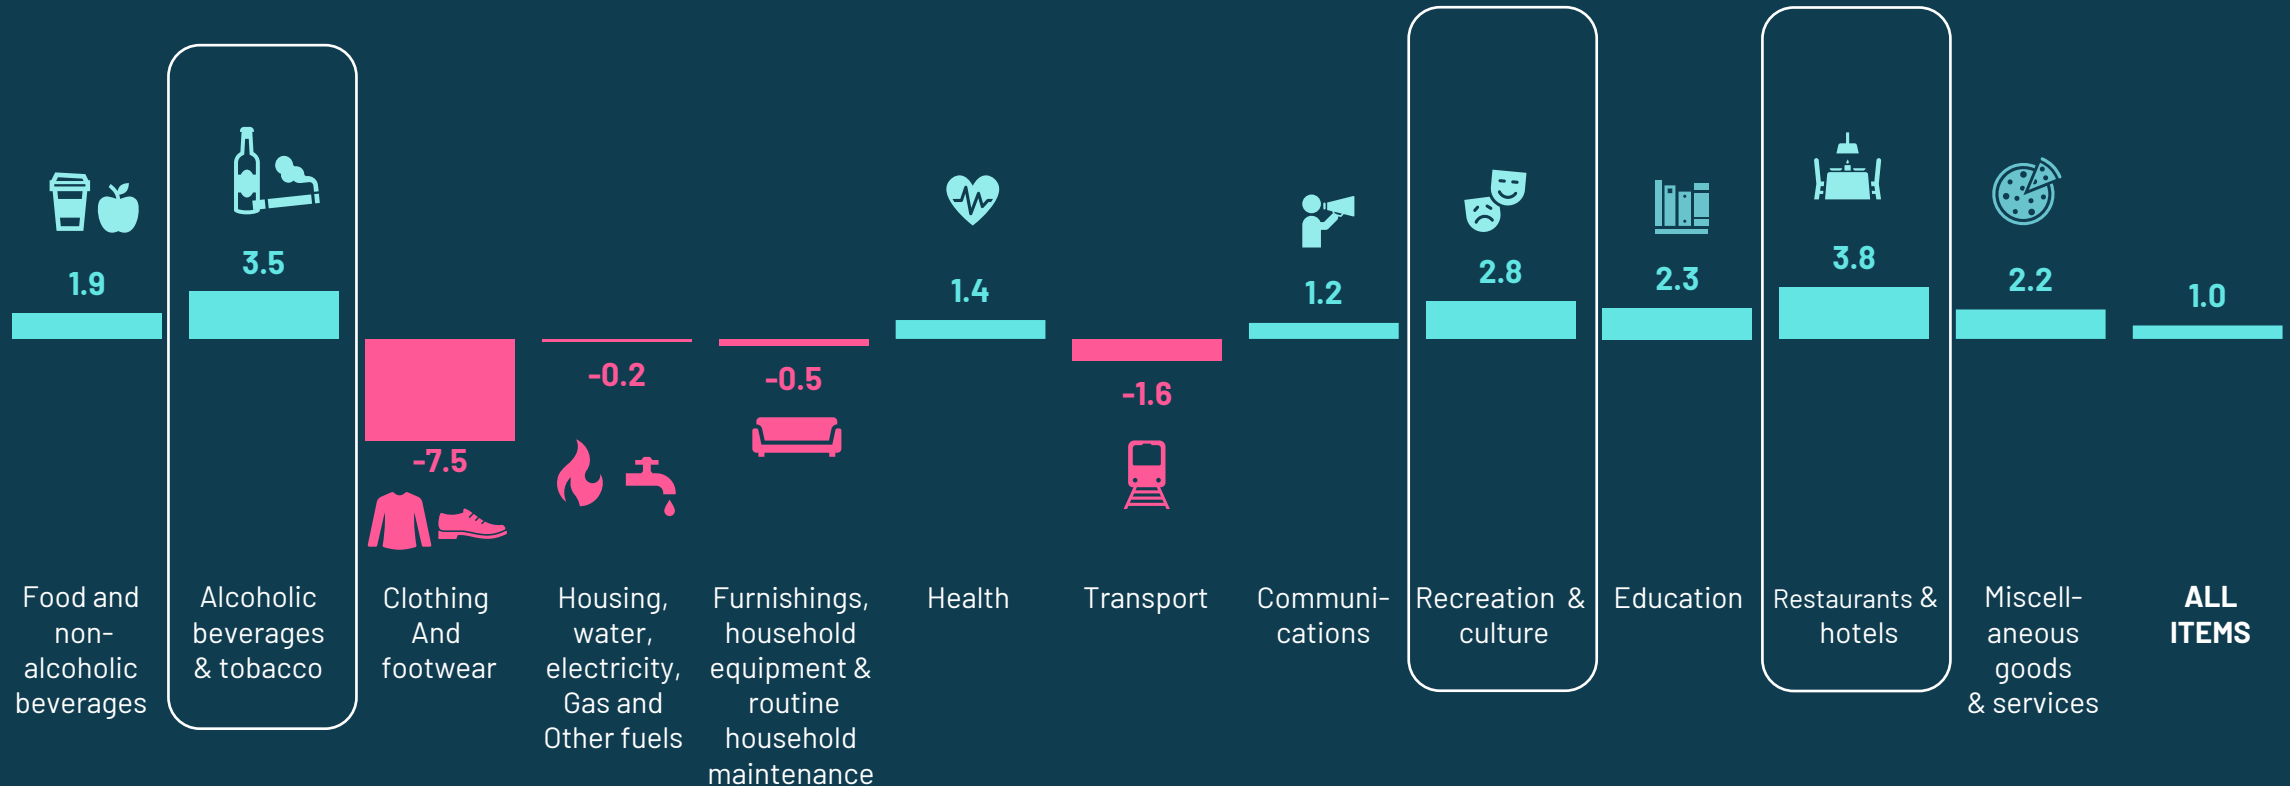 1.9
3.5
-7.5
-0.2
-0.5
1.4
-1.6
1.2
2.8
2.3
3.8
2.2
1.0
Food and
non-
alcoholic
beverages
Alcoholic
beverages
& tobacco
Clothing
And
footwear
Housing,
water,
electricity,
Gas and
Other fuels
Furnishings,
household
equipment &
routine
household
maintenance
Health
Transport
Communi-
cations
Recreation &
culture
Education
Restaurants &
hotels
Miscell-
aneous
goods
& services
ALL
ITEMS